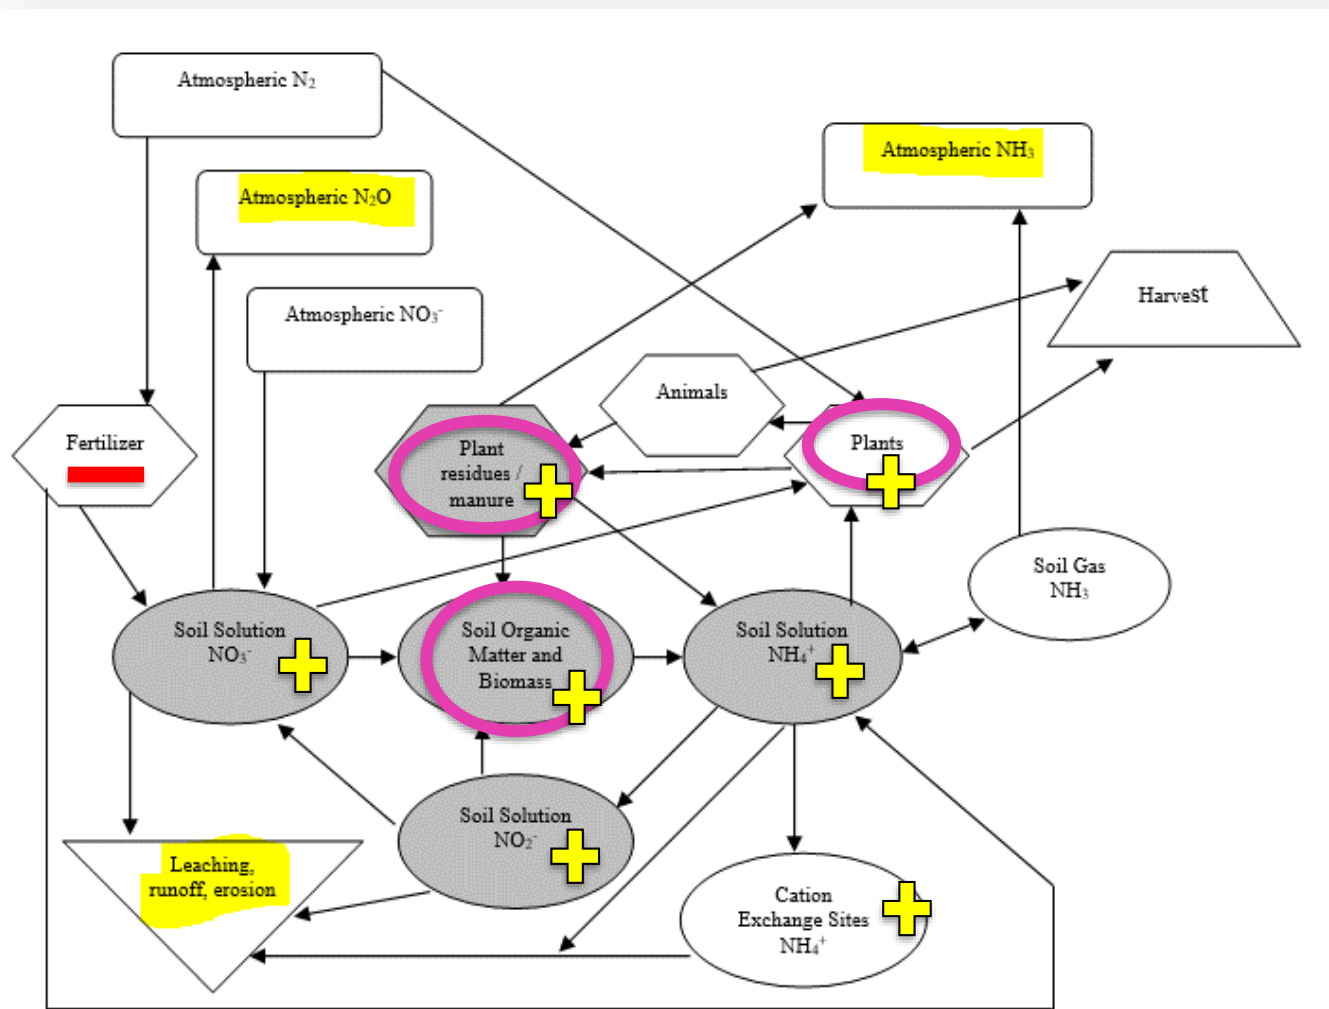 Atmospheric N₂
Atmospheric NH₃
Atmospheric N₂O
Atmospheric NO₃⁻
Harvest
Animals
Fertilizer
Plant
residues /
manure
Plants
Soil Gas
NH₃
Soil Solution
NO₃⁻
Soil Organic
Matter and
Biomass
Soil Solution
NH₄⁺
Soil Solution
NO₂⁻
Leaching,
runoff, erosion
Cation
Exchange Sites
NH₄⁺